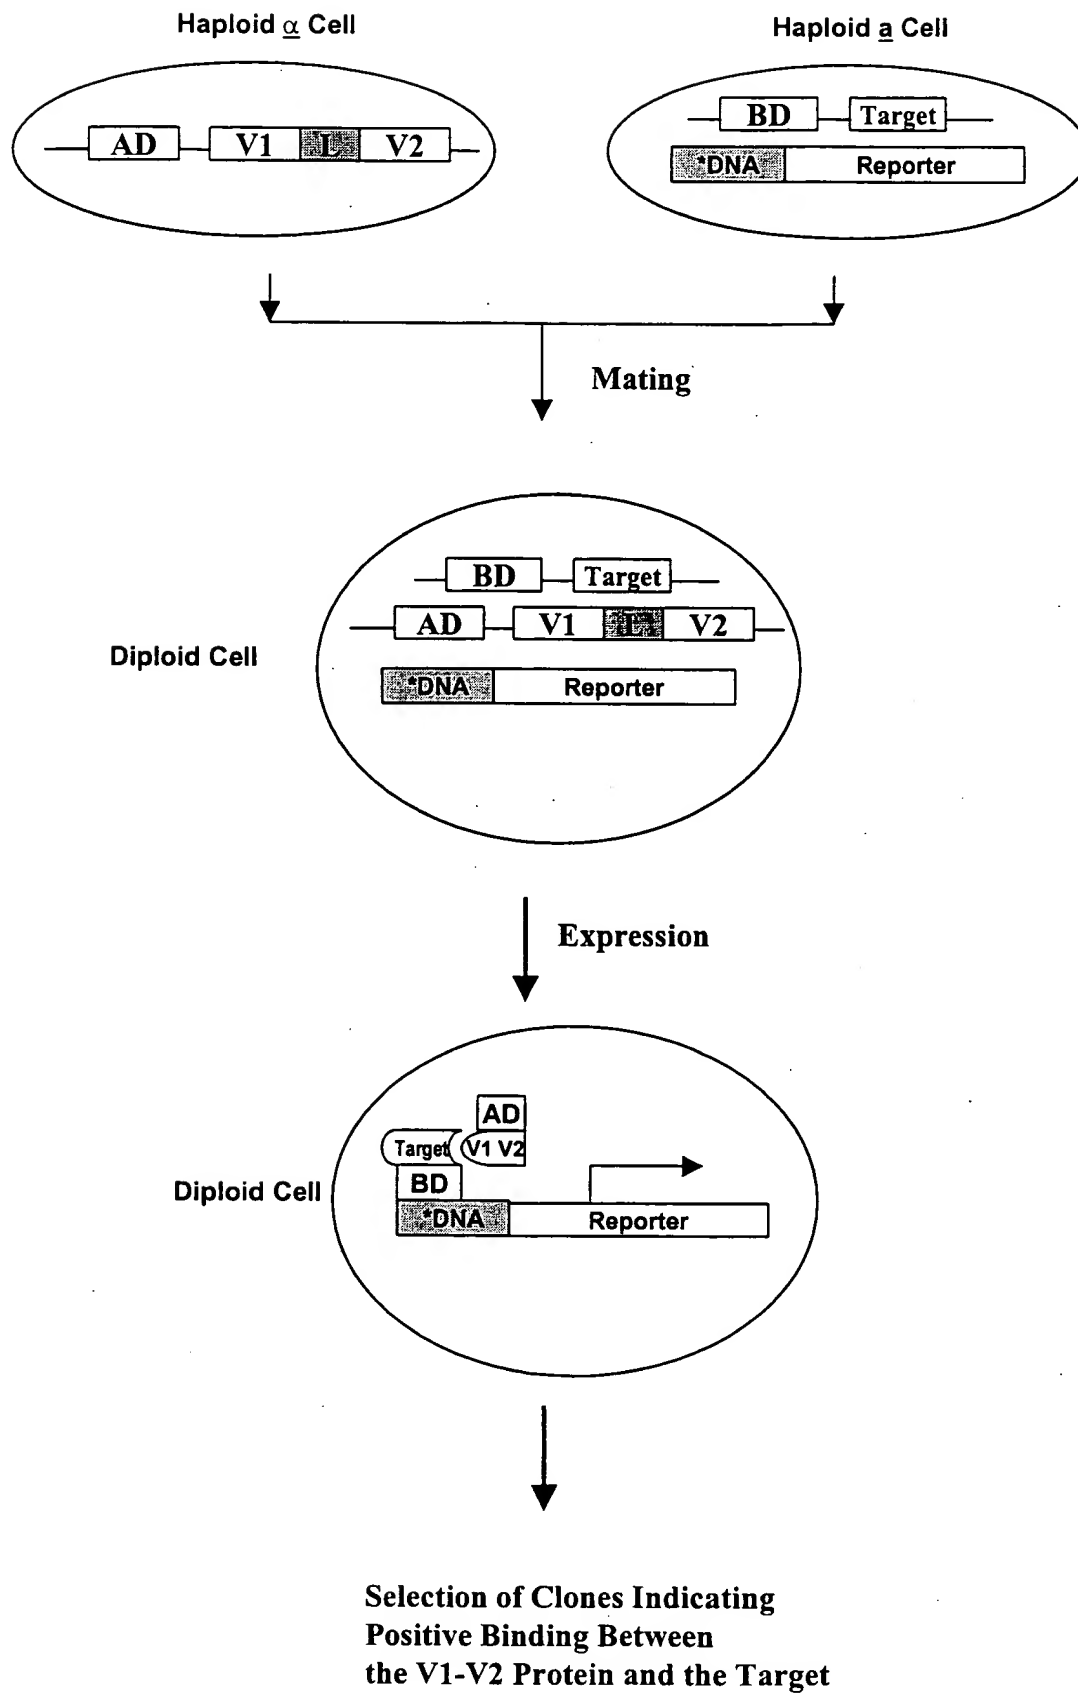 Haploid α Cell
Haploid a Cell
AD V1 L V2
BD Target
*DNA Reporter
Mating
BD Target
AD V1 L V2
Diploid Cell
*DNA Reporter
Expression
AD
Target V1 V2
BD
Diploid Cell
*DNA Reporter
Selection of Clones Indicating
Positive Binding Between
the V1-V2 Protein and the Target